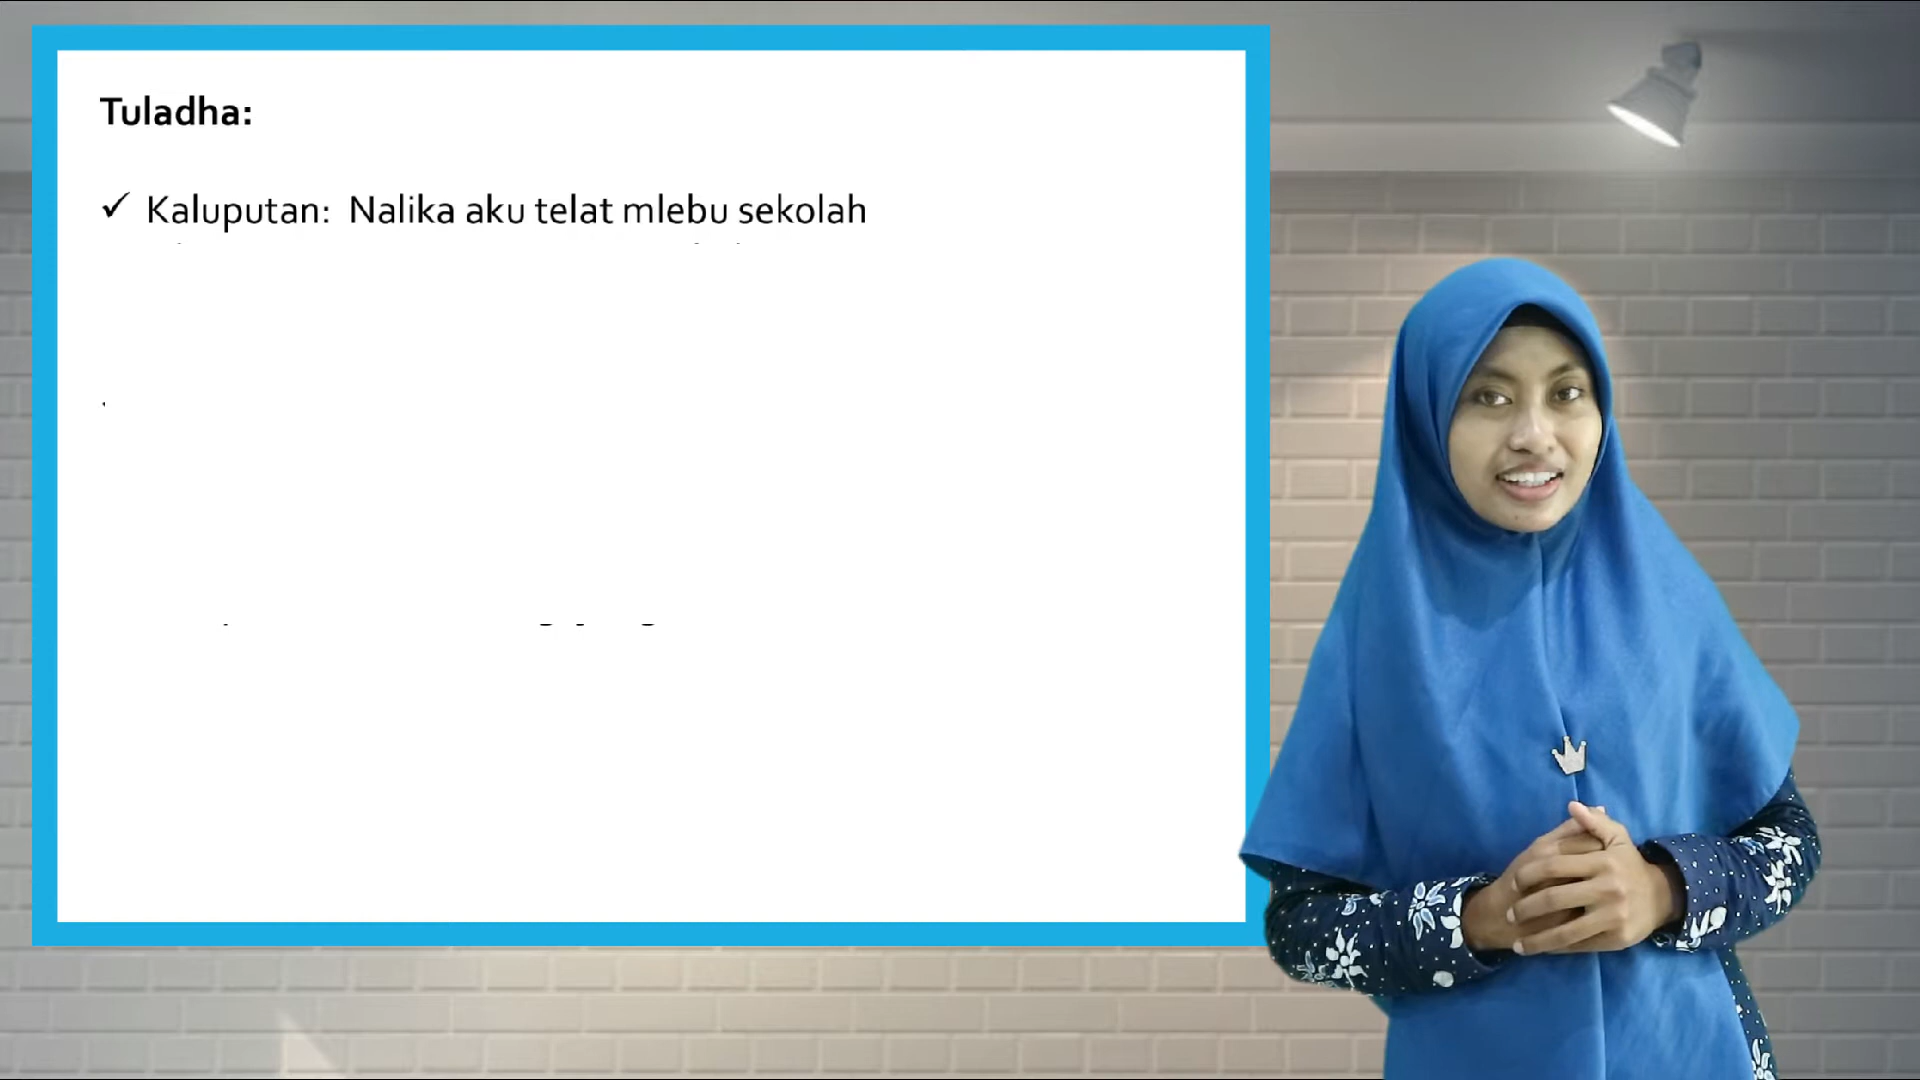 Tuladha:
✓ Kaluputan: Nalika aku telat mlebu sekolah